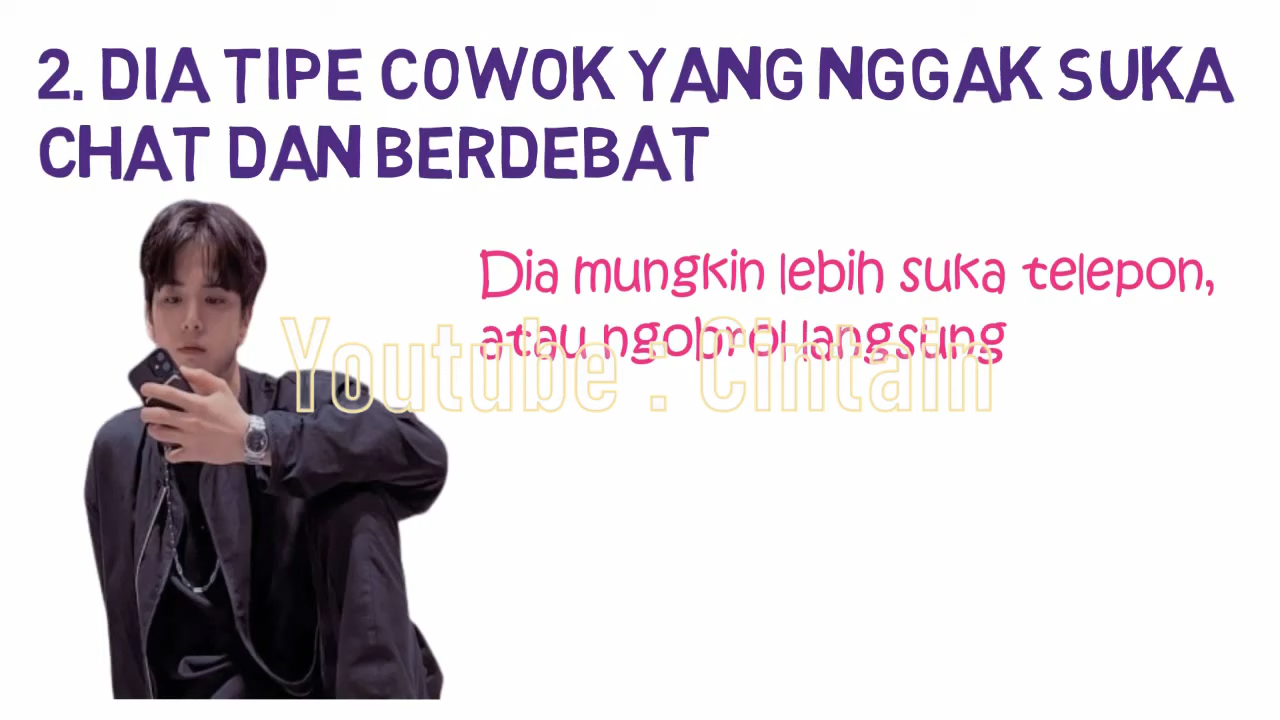 2. DIA TIPE COWOK YANG NGGAK SUKA
CHAT DAN BERDEBAT
Dia mungkin lebih suka telepon,
atau ngobrol langsung
Youtube : Cintain